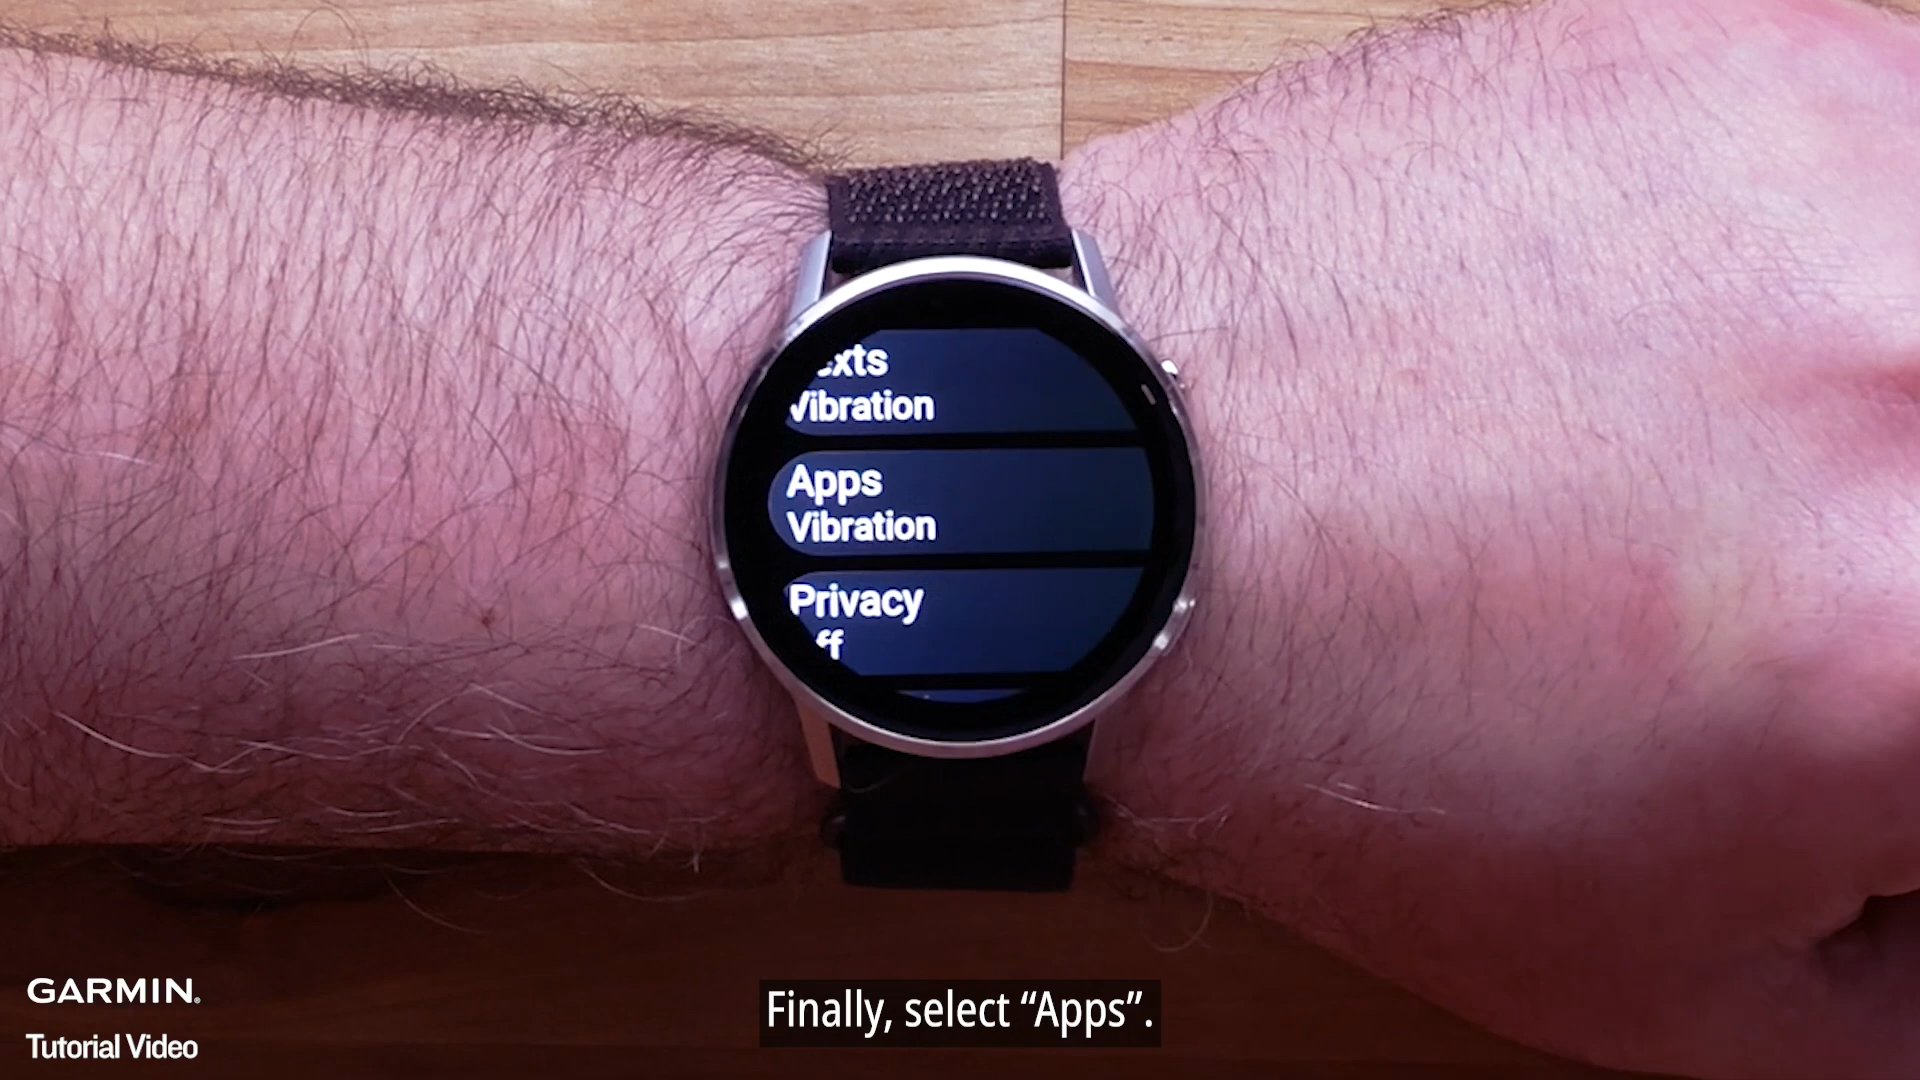 Vibration
Apps
Vibration
Privacy
GARMIN.
Tutorial Video
Finally, select “Apps”.